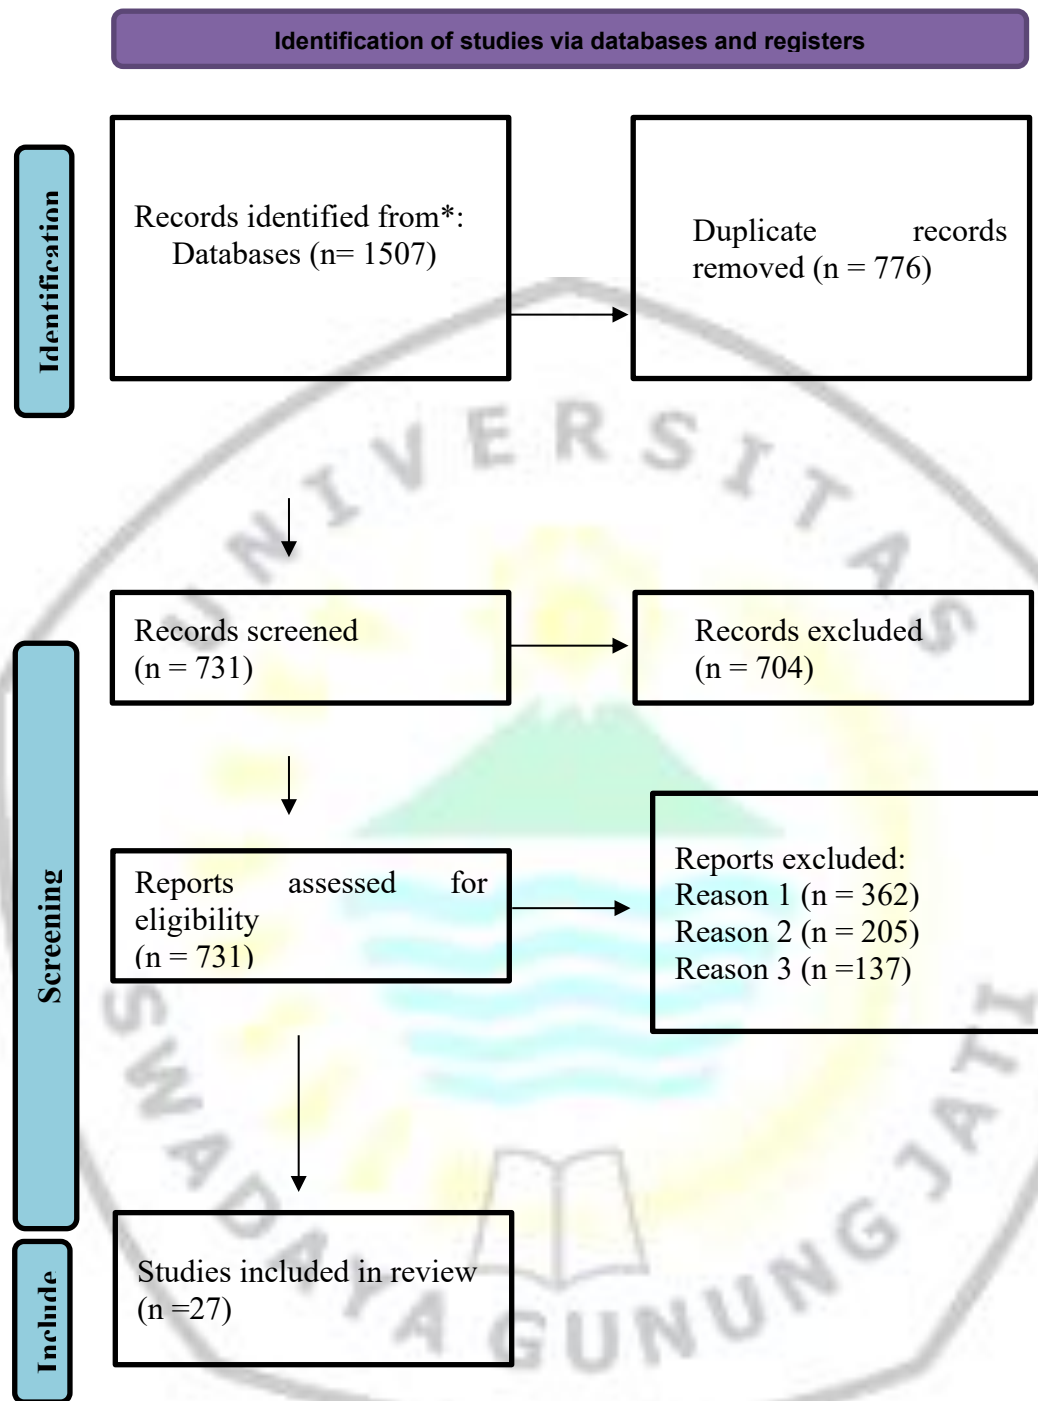 Identification of studies via databases and registers
Identification
Records identified from*:
Databases (n= 1507)
Duplicate records
removed (n = 776)
Screening
Records screened
(n = 731)
Records excluded
(n = 704)
Reports assessed for
eligibility
(n = 731)
Reports excluded:
Reason 1 (n = 362)
Reason 2 (n = 205)
Reason 3 (n =137)
Include
Studies included in review
(n =27)
UNIVERSITAS
SWADAYA GUNUNG JATI